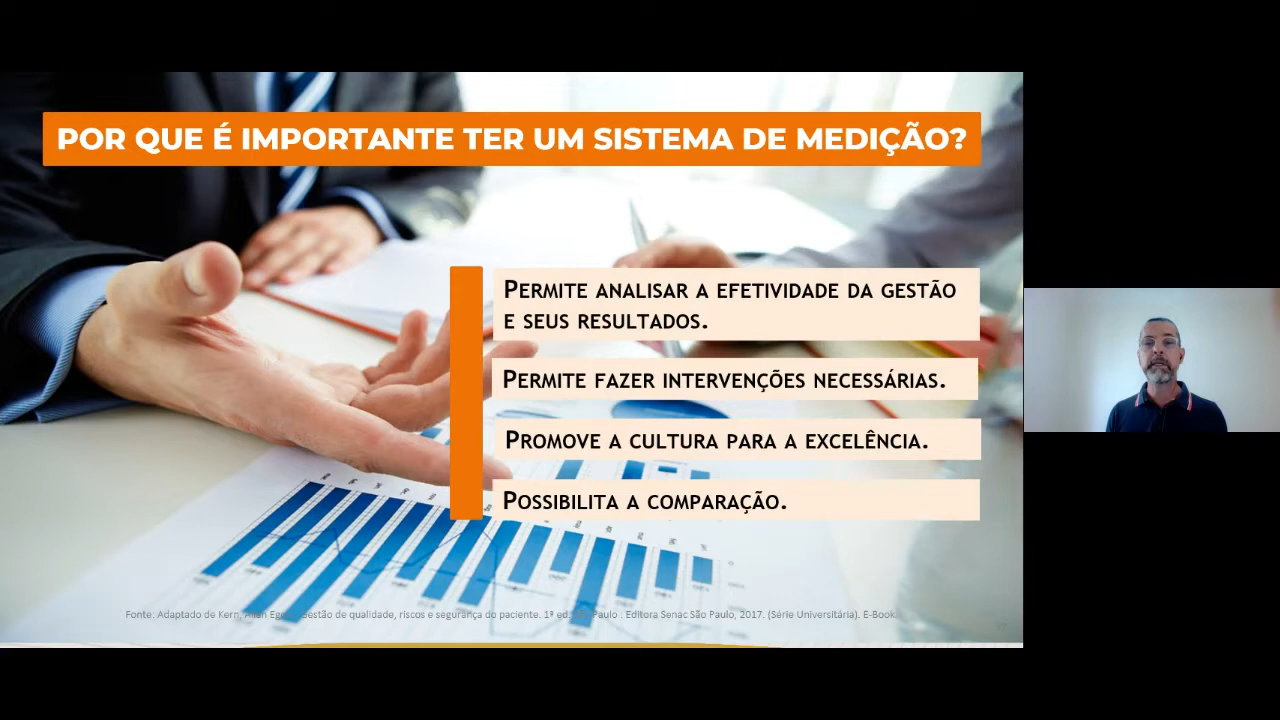 POR QUE É IMPORTANTE TER UM SISTEMA DE MEDIÇÃO?
PERMITE ANALISAR A EFETIVIDADE DA GESTÃO
E SEUS RESULTADOS.
PERMITE FAZER INTERVENÇÕES NECESSÁRIAS.
PROMOVE A CULTURA PARA A EXCELÊNCIA.
POSSIBILITA A COMPARAÇÃO.
Fonte: Adaptado de Kern, Gestão de qualidade, riscos e segurança do paciente. 1ª ed. Paulo : Editora Senac São Paulo, 2017. (Série Universitária). E-Book.